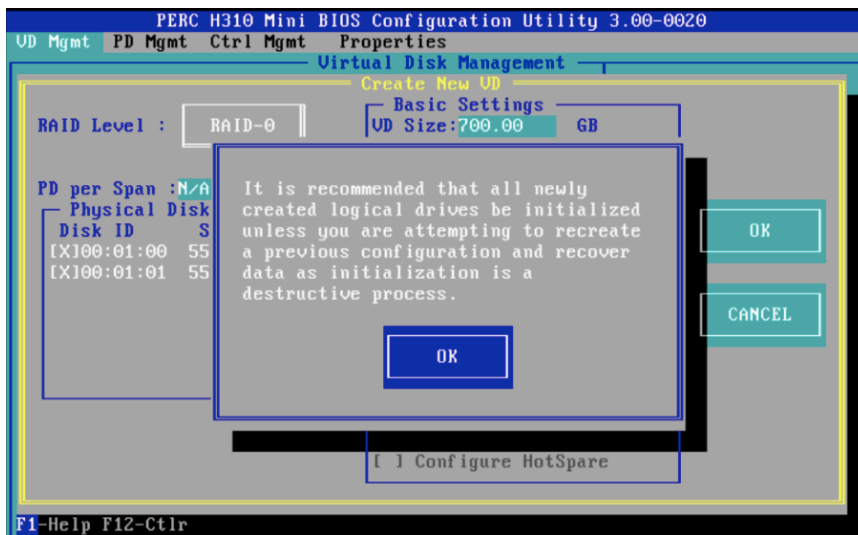 PERC H310 Mini BIOS Configuration Utility 3.00-0020
VD Mgmt PD Mgmt Ctrl Mgmt Properties
Virtual Disk Management
Create New VD
Basic Settings
RAID Level : RAID-0 VD Size:700.00 GB
PD per Span :N/A
Physical Disk
Disk ID S
[X]00:01:00 55
[X]00:01:01 55
It is recommended that all newly
created logical drives be initialized
unless you are attempting to recreate
a previous configuration and recover
data as initialization is a
destructive process.
OK
OK
CANCEL
[ ] Configure HotSpare
F1-Help F12-Ctlr